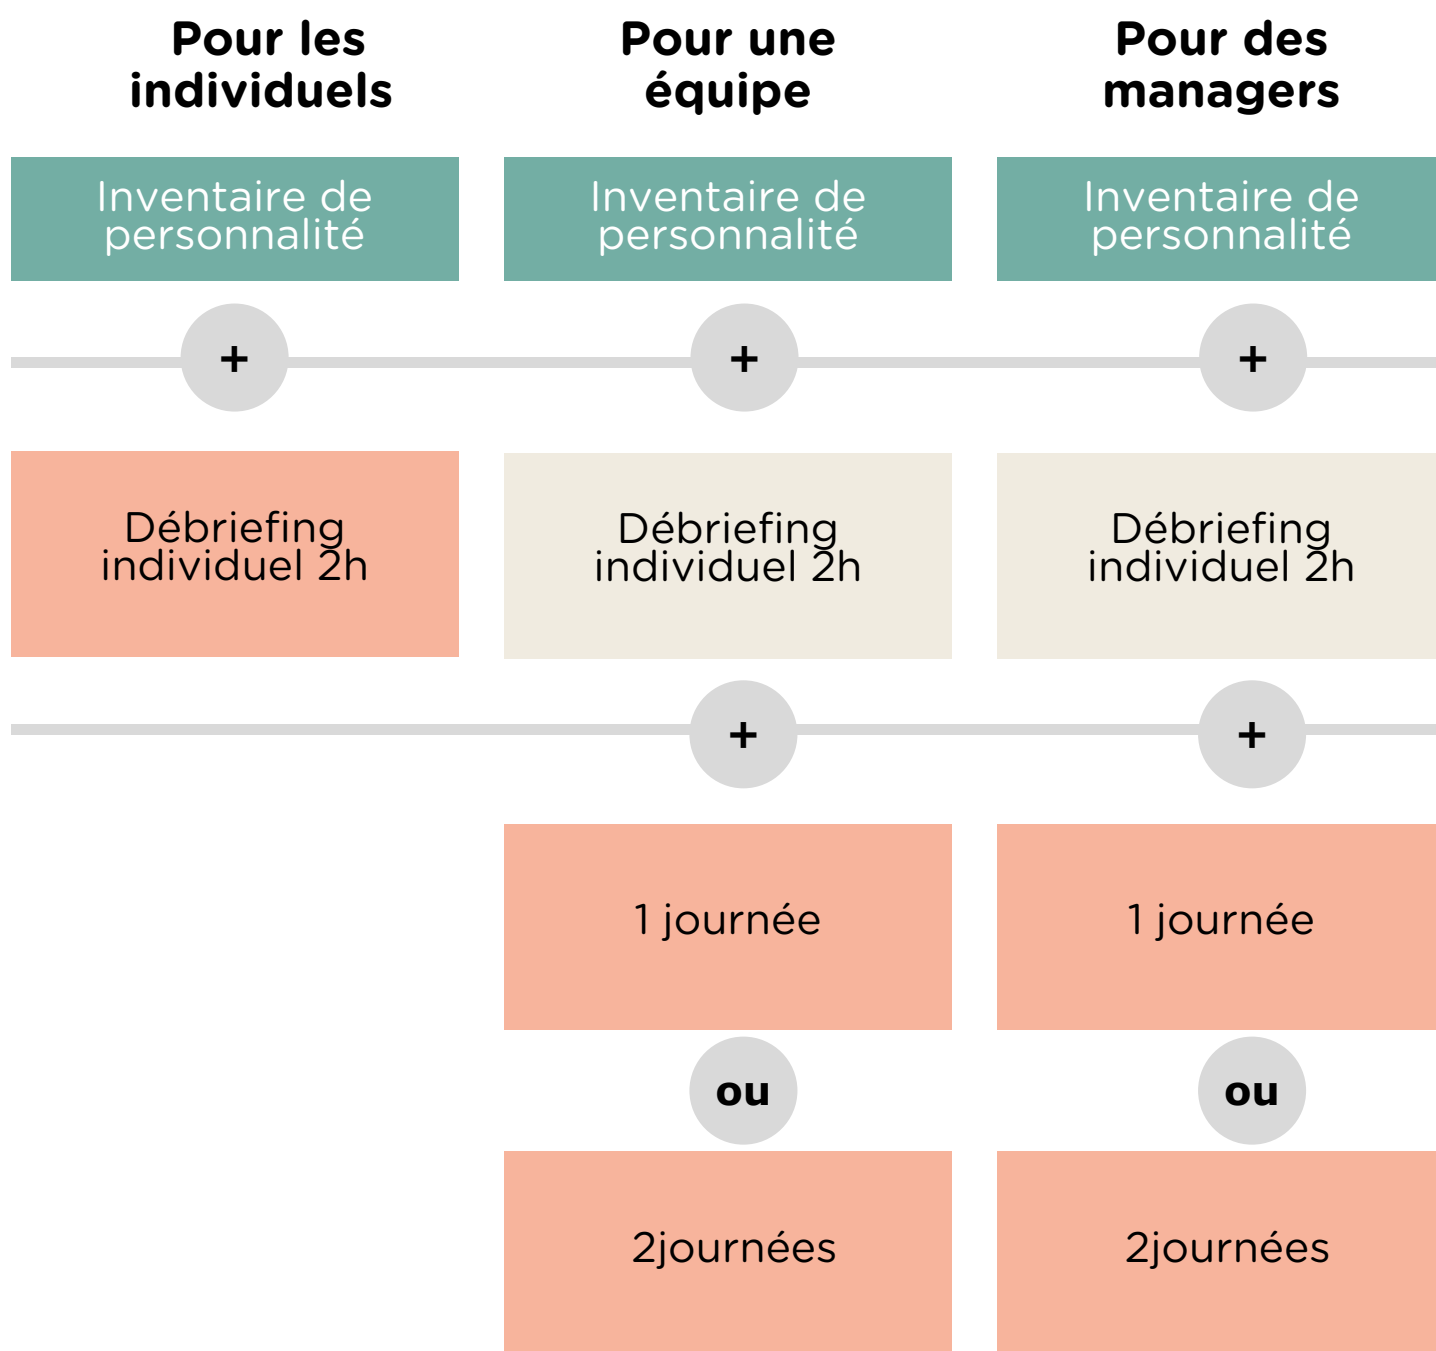 Pour les
individuels
Pour une
équipe
Pour des
managers
Inventaire de
personnalité
Inventaire de
personnalité
Inventaire de
personnalité
+
+
+
Débriefing
individuel 2h
Débriefing
individuel 2h
Débriefing
individuel 2h
+
+
1 journée
1 journée
ou
ou
2journées
2journées